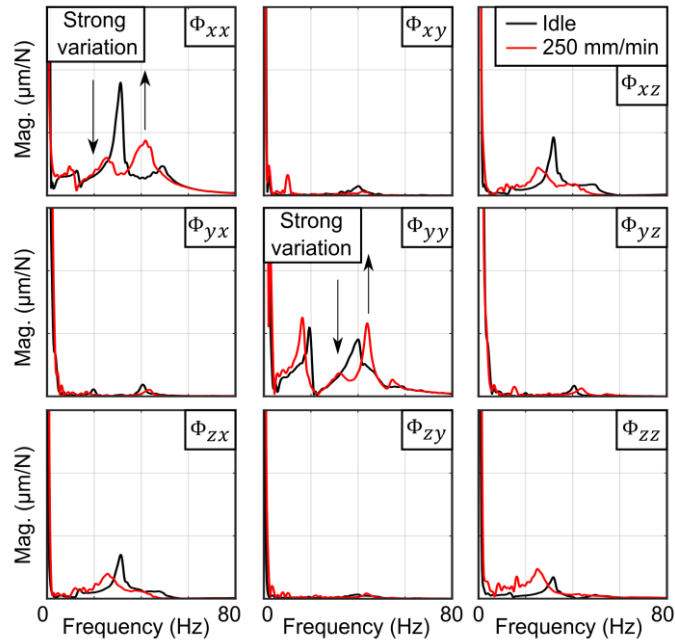 Strong
variation
Φxx
Φxy
Idle
250 mm/min
Φxz
Mag. (µm/N)
Φyx
Strong
variation
Φyy
Φyz
Mag. (µm/N)
Φzx
Φzy
Φzz
Mag. (µm/N)
0 80 0 80 0 80
Frequency (Hz) Frequency (Hz) Frequency (Hz)